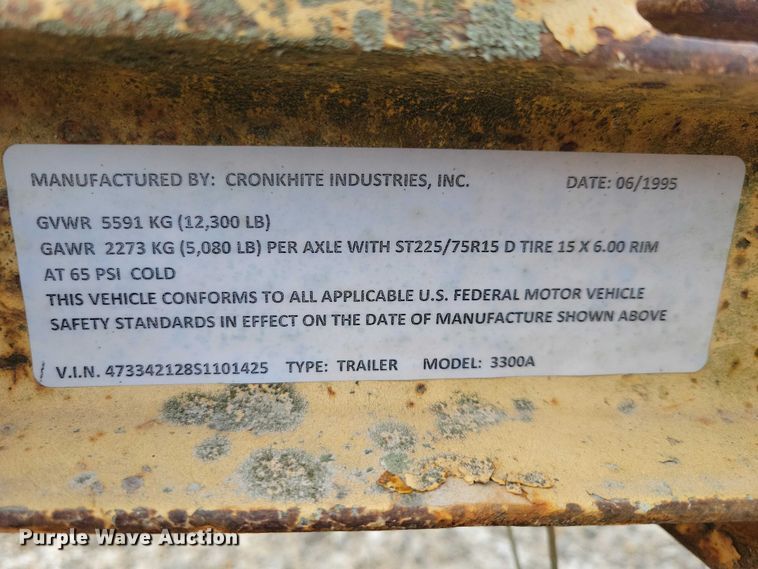 MANUFACTURED BY: CRONKHITE INDUSTRIES, INC. DATE: 06/1995
GVWR 5591 KG (12,300 LB)
GAWR 2273 KG (5,080 LB) PER AXLE WITH ST225/75R15 D TIRE 15 X 6.00 RIM
AT 65 PSI COLD
THIS VEHICLE CONFORMS TO ALL APPLICABLE U.S. FEDERAL MOTOR VEHICLE
SAFETY STANDARDS IN EFFECT ON THE DATE OF MANUFACTURE SHOWN ABOVE
V.I.N. 473342128S1101425 TYPE: TRAILER MODEL: 3300A
Purple Wave Auction